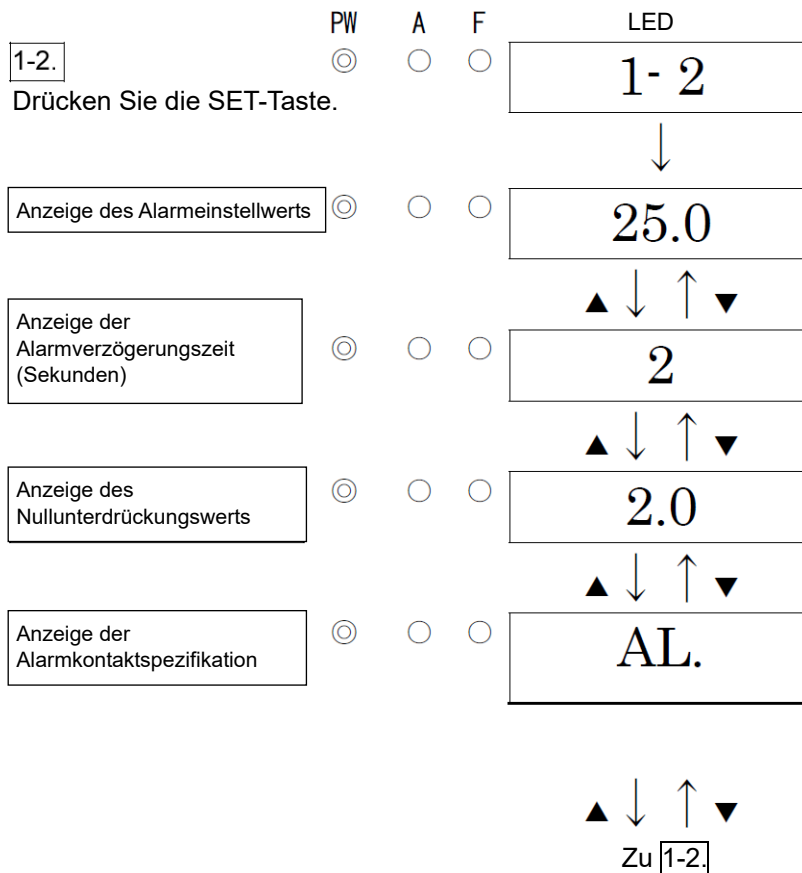 PW A F LED
1-2. ◎ ○ ○ 1- 2
Drücken Sie die SET-Taste.
↓
Anzeige des Alarmeinstellwerts ◎ ○ ○ 25.0
▲ ↓ ↑ ▼
Anzeige der
Alarmverzögerungszeit ◎ ○ ○ 2
(Sekunden)
▲ ↓ ↑ ▼
Anzeige des ◎ ○ ○ 2.0
Nullunterdrückungswerts
▲ ↓ ↑ ▼
Anzeige der ◎ ○ ○ AL.
Alarmkontaktspezifikation
▲ ↓ ↑ ▼
Zu 1-2.